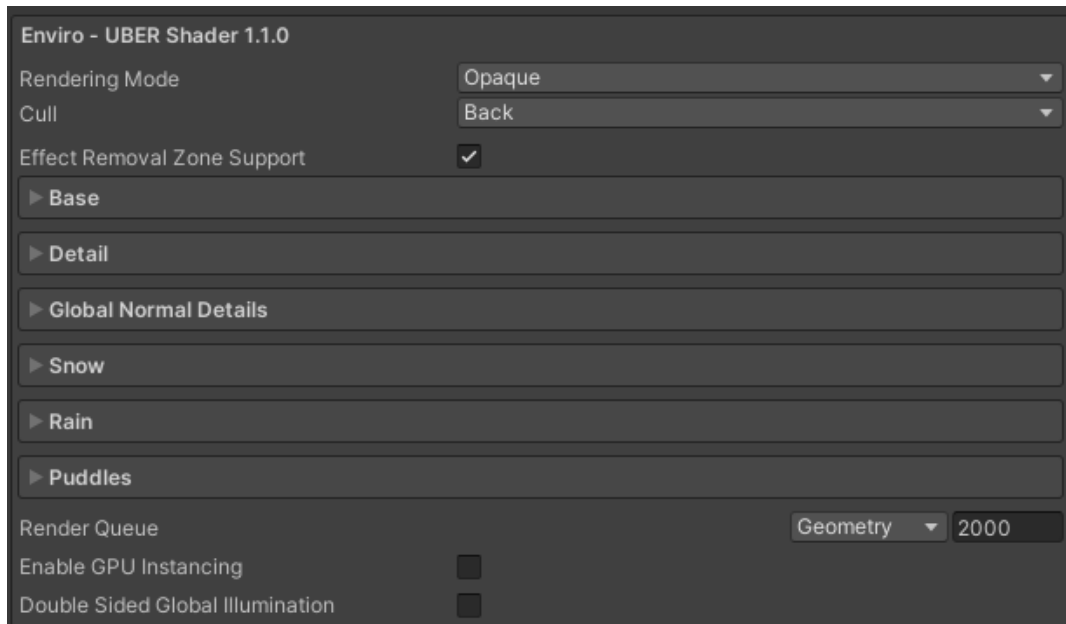 Enviro - UBER Shader 1.1.0
Rendering Mode Opaque
Cull Back
Effect Removal Zone Support
Base
Detail
Global Normal Details
Snow
Rain
Puddles
Render Queue Geometry 2000
Enable GPU Instancing
Double Sided Global Illumination